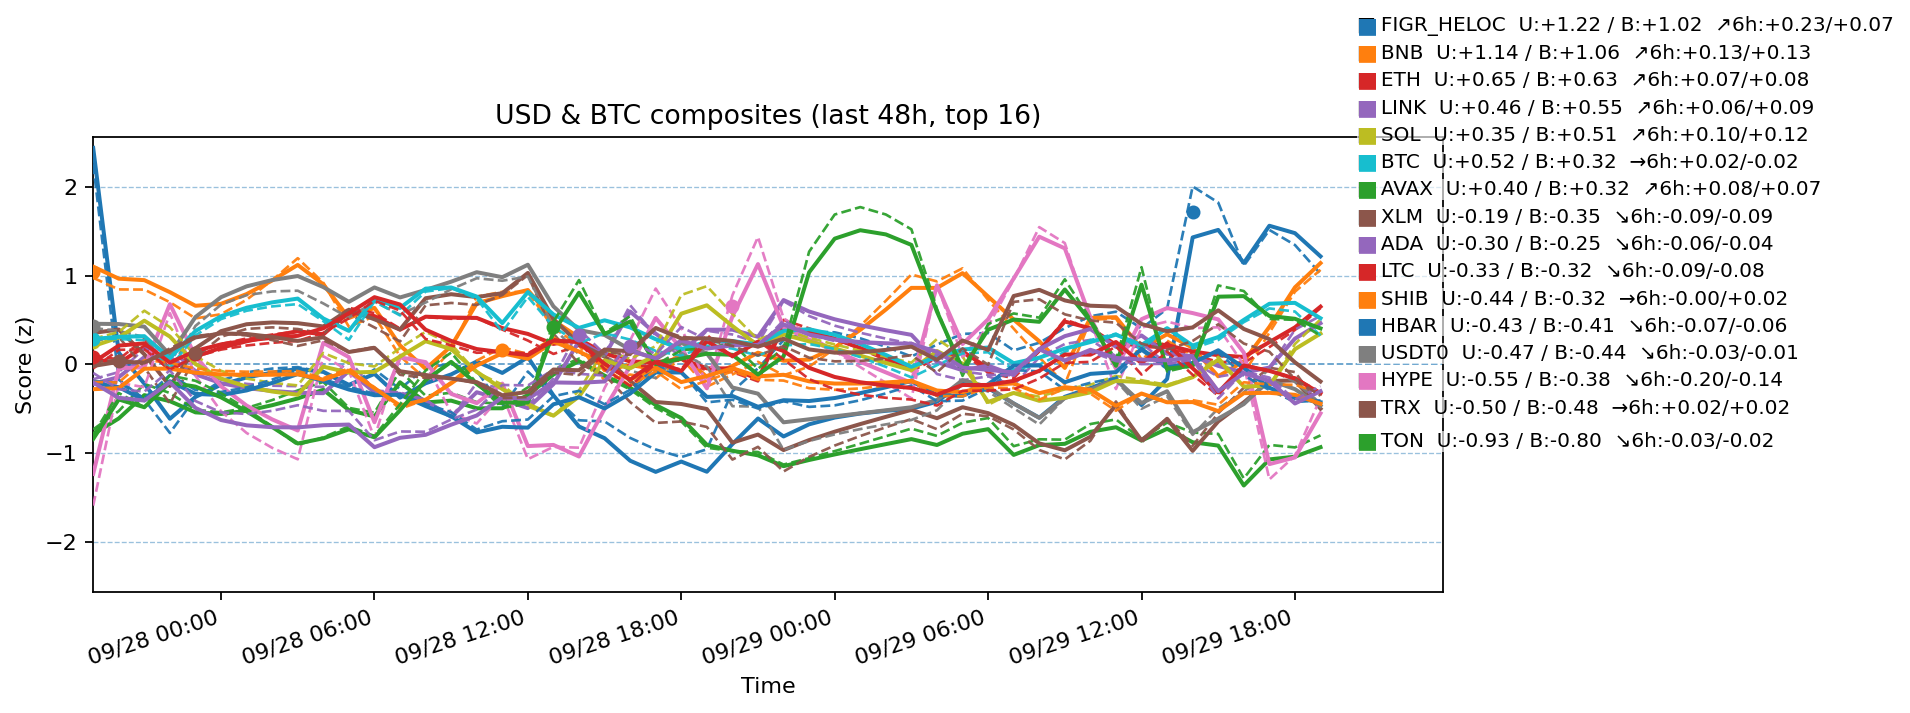 FIGR_HELOC U:+1.22 / B:+1.02 ↗6h:+0.23/+0.07
BNB U:+1.14 / B:+1.06 ↗6h:+0.13/+0.13
ETH U:+0.65 / B:+0.63 ↗6h:+0.07/+0.08
LINK U:+0.46 / B:+0.55 ↗6h:+0.06/+0.09
SOL U:+0.35 / B:+0.51 ↗6h:+0.10/+0.12
BTC U:+0.52 / B:+0.32 →6h:+0.02/-0.02
AVAX U:+0.40 / B:+0.32 ↗6h:+0.08/+0.07
XLM U:-0.19 / B:-0.35 ↘6h:-0.09/-0.09
ADA U:-0.30 / B:-0.25 ↘6h:-0.06/-0.04
LTC U:-0.33 / B:-0.32 ↘6h:-0.09/-0.08
SHIB U:-0.44 / B:-0.32 →6h:-0.00/+0.02
HBAR U:-0.43 / B:-0.41 ↘6h:-0.07/-0.06
USDT0 U:-0.47 / B:-0.44 ↘6h:-0.03/-0.01
HYPE U:-0.55 / B:-0.38 ↘6h:-0.20/-0.14
TRX U:-0.50 / B:-0.48 →6h:+0.02/+0.02
TON U:-0.93 / B:-0.80 ↘6h:-0.03/-0.02
USD & BTC composites (last 48h, top 16)
Score (z)
2
1
0
−1
−2
09/28 00:00
09/28 06:00
09/28 12:00
09/28 18:00
09/29 00:00
09/29 06:00
09/29 12:00
09/29 18:00
Time